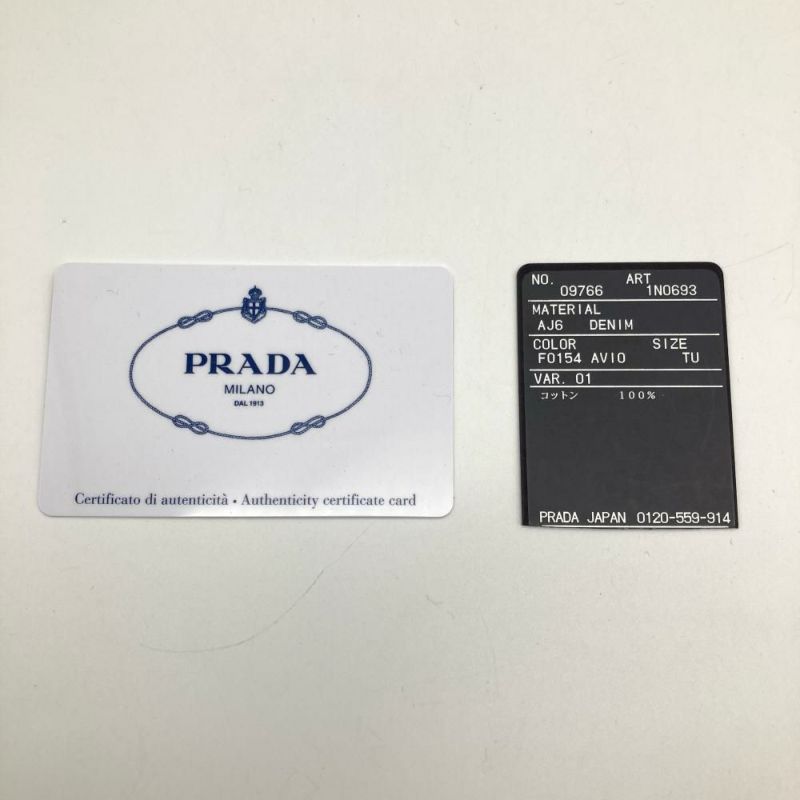 PRADA
MILANO
DAL 1913
Certificato di autenticità • Authenticity certificate card
NO. ART
09766 1N0693
MATERIAL
AJ6 DENIM
COLOR SIZE
F0154 AVIO TU
VAR. 01
コットン 100%
PRADA JAPAN 0120-559-914